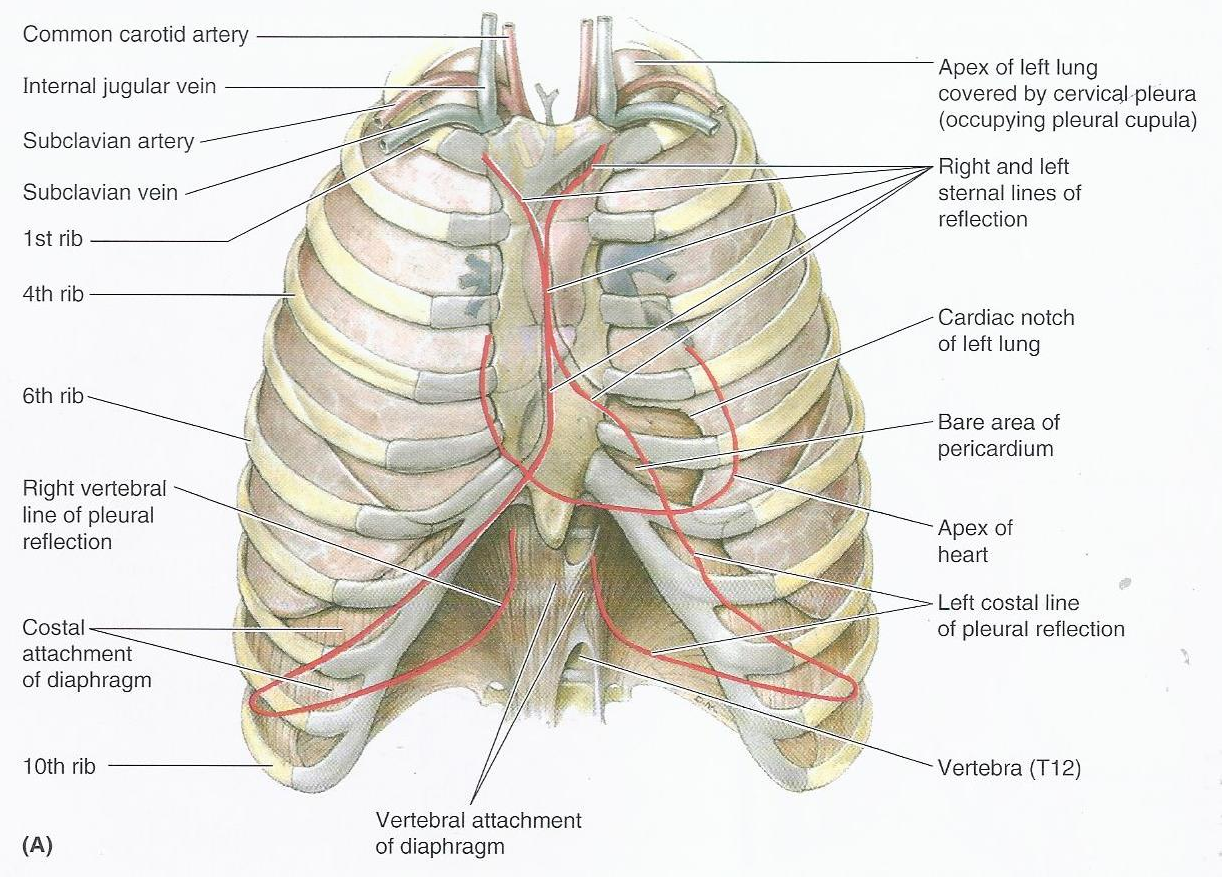 Common carotid artery
Internal jugular vein
Subclavian artery
Subclavian vein
1st rib
4th rib
6th rib
Right vertebral
line of pleural
reflection
Costal
attachment
of diaphragm
10th rib
(A)
Vertebral attachment
of diaphragm
Apex of left lung
covered by cervical pleura
(occupying pleural cupula)
Right and left
sternal lines of
reflection
Cardiac notch
of left lung
Bare area of
pericardium
Apex of
heart
Left costal line
of pleural reflection
Vertebra (T12)